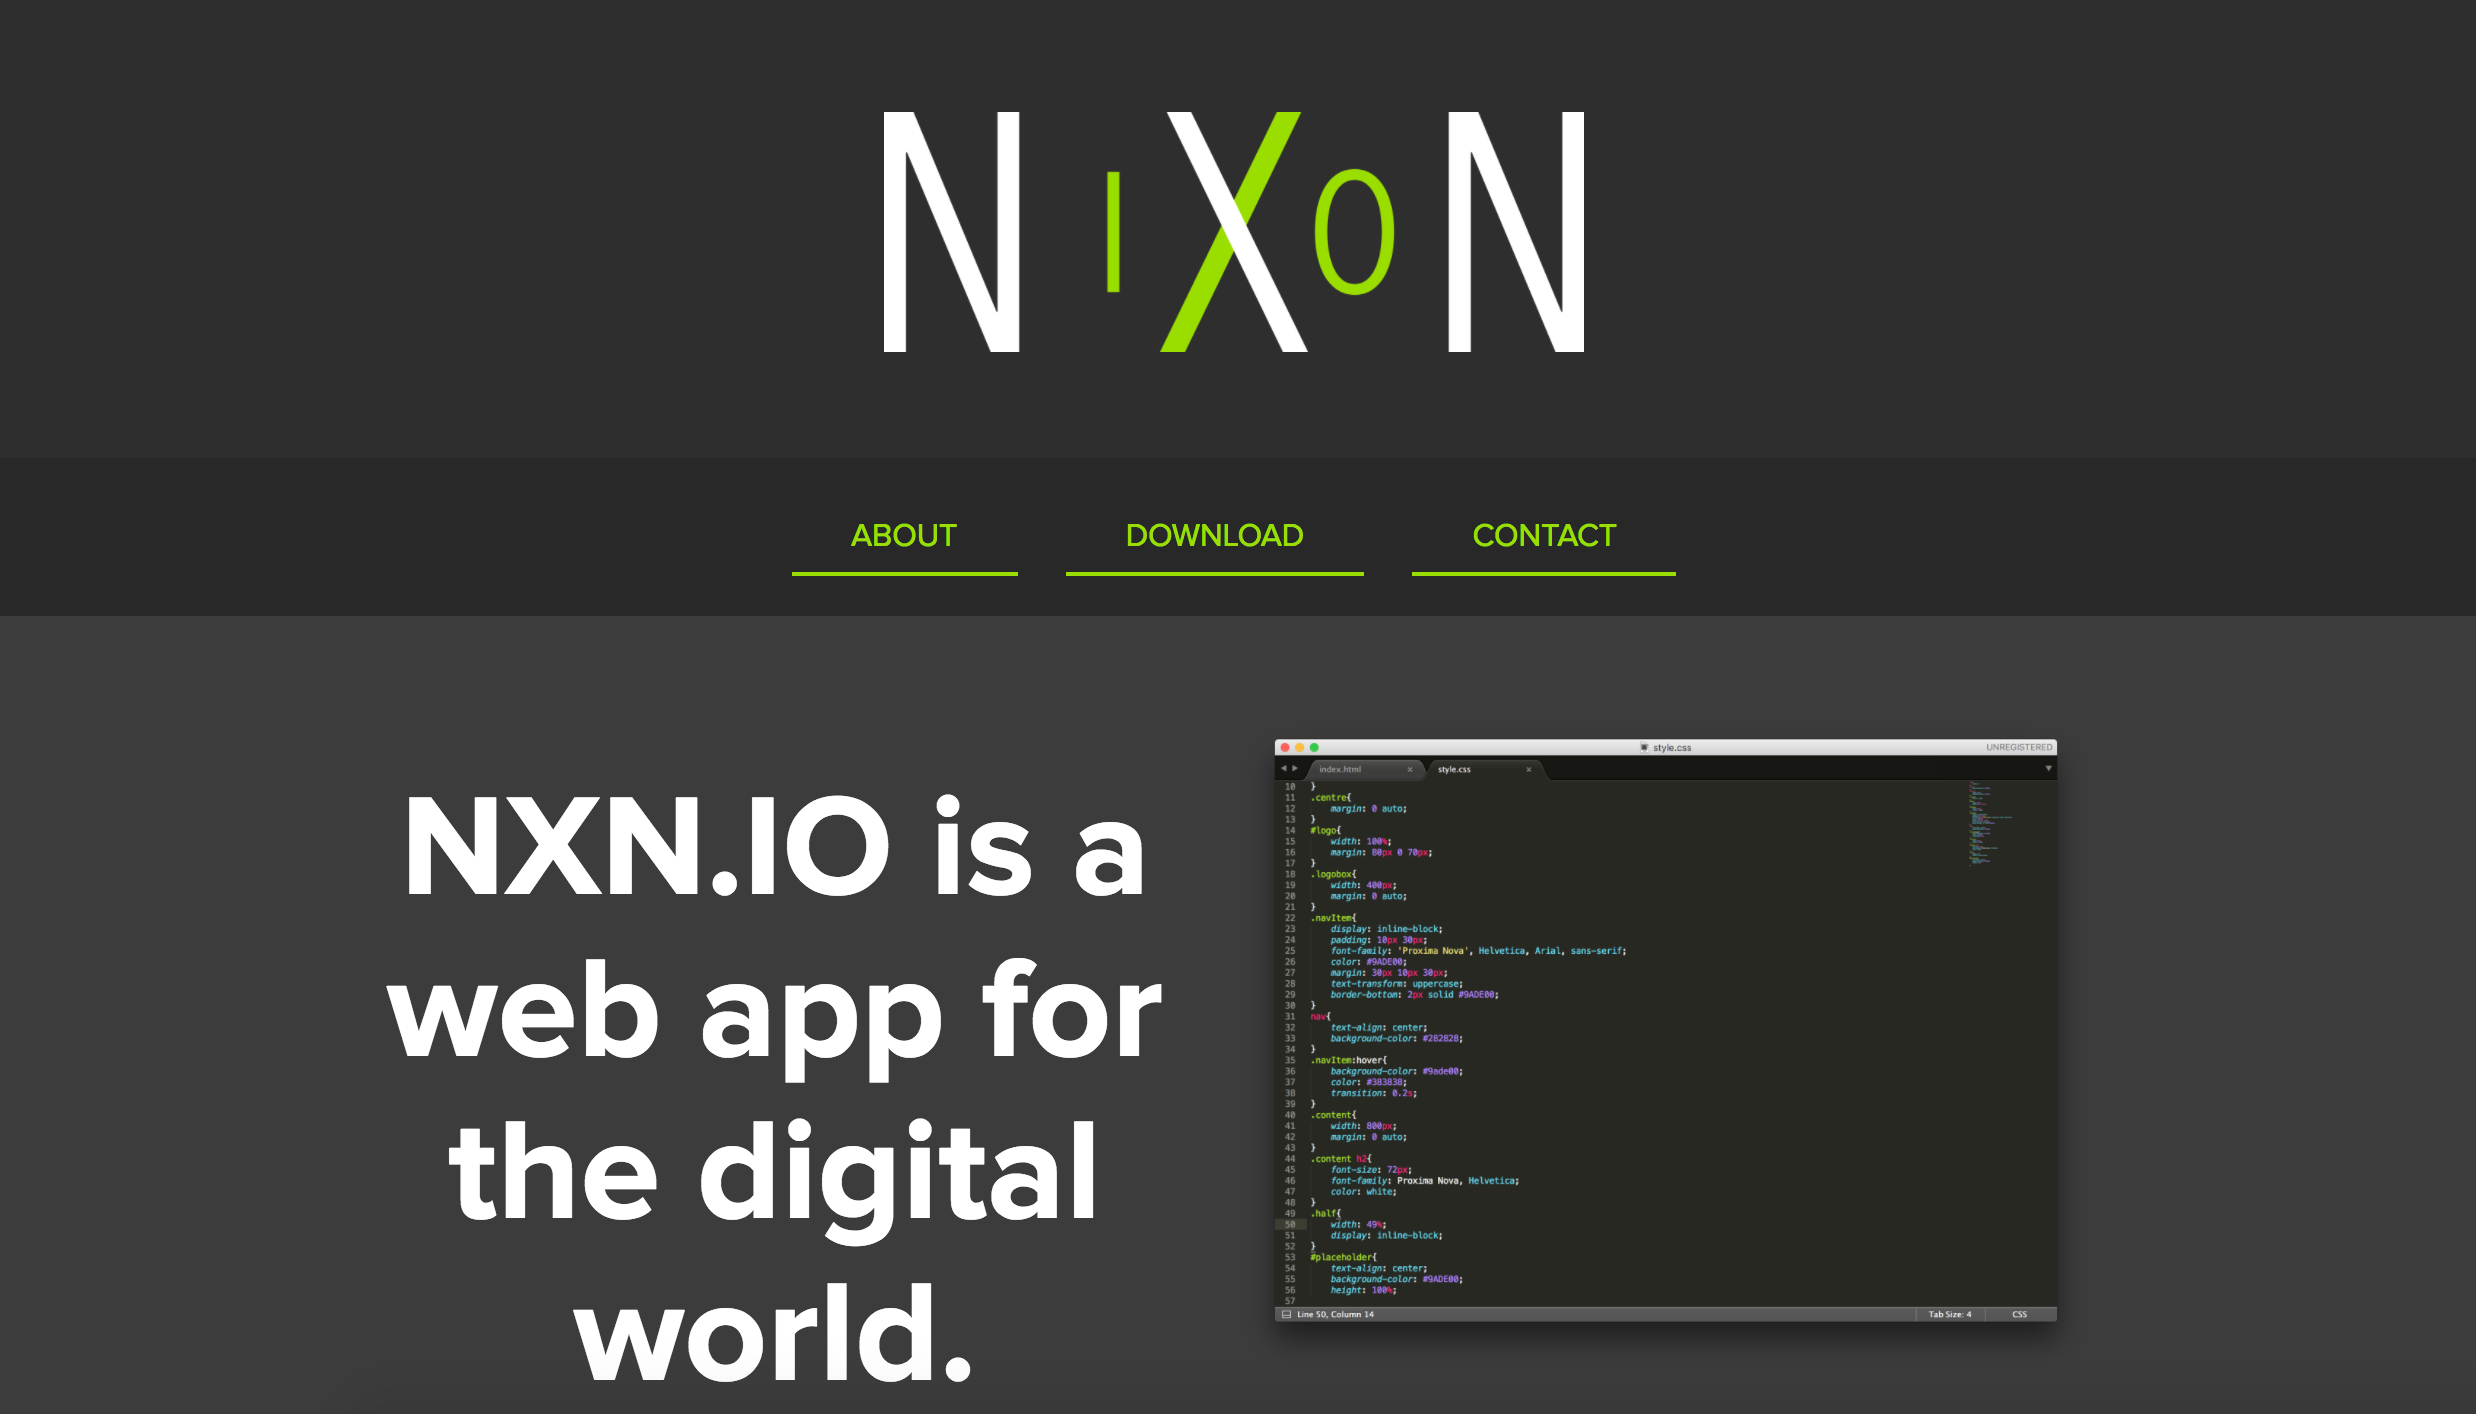 NIXON
ABOUT DOWNLOAD CONTACT
NXN.IO is a
web app for
the digital
world.
style.css UNREGISTERED
index.html × style.css ×
10 }
11 .centre{
12 margin: 0 auto;
13 }
14 #logo{
15 width: 100%;
16 margin: 80px 0 70px;
17 }
18 .logobox{
19 width: 400px;
20 margin: 0 auto;
21 }
22 .navItem{
23 display: inline-block;
24 padding: 10px 30px;
25 font-family: 'Proxima Nova', Helvetica, Arial, sans-serif;
26 color: #9ADE00;
27 margin: 30px 10px 30px;
28 text-transform: uppercase;
29 border-bottom: 2px solid #9ADE00;
30 }
31 nav{
32 text-align: center;
33 background-color: #282828;
34 }
35 .navItem:hover{
36 background-color: #9ade00;
37 color: #383838;
38 transition: 0.2s;
39 }
40 .content{
41 width: 800px;
42 margin: 0 auto;
43 }
44 .content h2{
45 font-size: 72px;
46 font-family: Proxima Nova, Helvetica;
47 color: white;
48 }
49 .half{
50 width: 49%;
51 display: inline-block;
52 }
53 #placeholder{
54 text-align: center;
55 background-color: #9ADE00;
56 height: 100%;
57
Line 50, Column 14 Tab Size: 4 CSS